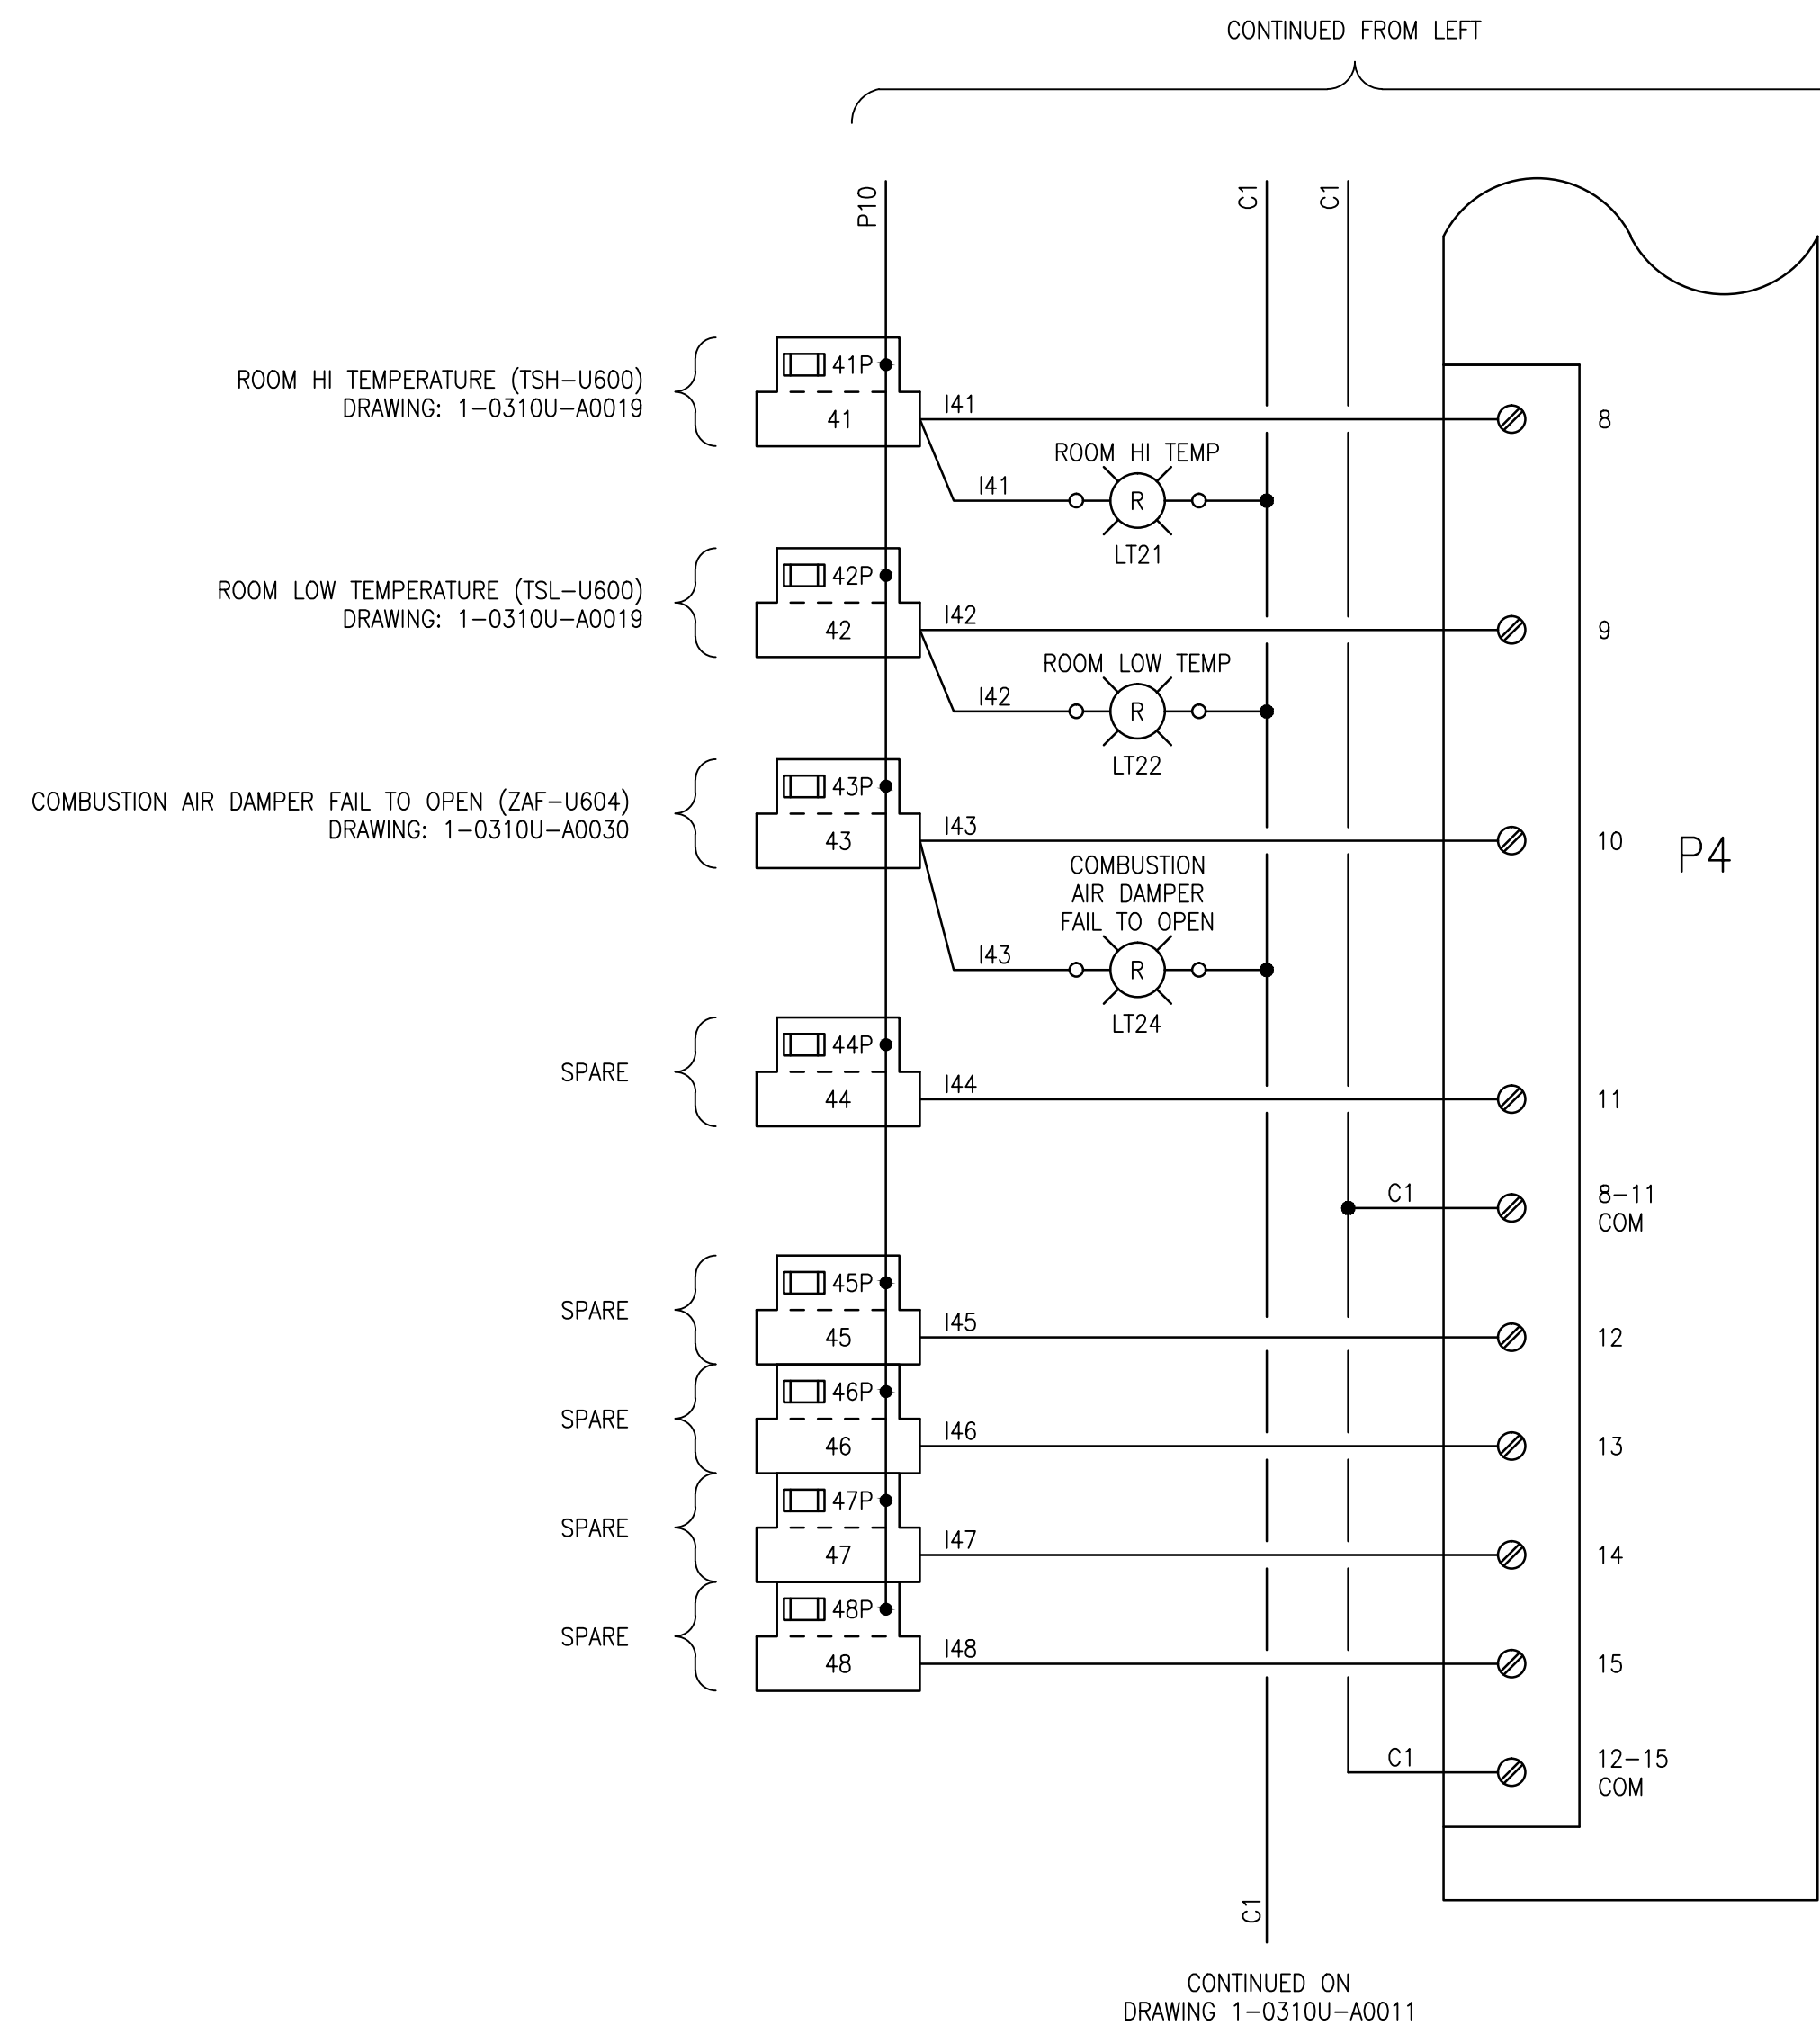 CONTINUED FROM LEFT
P10
C1
C1
ROOM HI TEMPERATURE (TSH-U600)
DRAWING: 1-0310U-A0019
41P
41
I41
8
ROOM HI TEMP
I41
R
LT21
ROOM LOW TEMPERATURE (TSL-U600)
DRAWING: 1-0310U-A0019
42P
42
I42
9
ROOM LOW TEMP
I42
R
LT22
COMBUSTION AIR DAMPER FAIL TO OPEN (ZAF-U604)
DRAWING: 1-0310U-A0030
43P
43
I43
10
P4
COMBUSTION
AIR DAMPER
FAIL TO OPEN
I43
R
LT24
SPARE
44P
44
I44
11
C1
8-11
COM
SPARE
45P
45
I45
12
SPARE
46P
46
I46
13
SPARE
47P
47
I47
14
SPARE
48P
48
I48
15
C1
12-15
COM
C1
CONTINUED ON
DRAWING 1-0310U-A0011